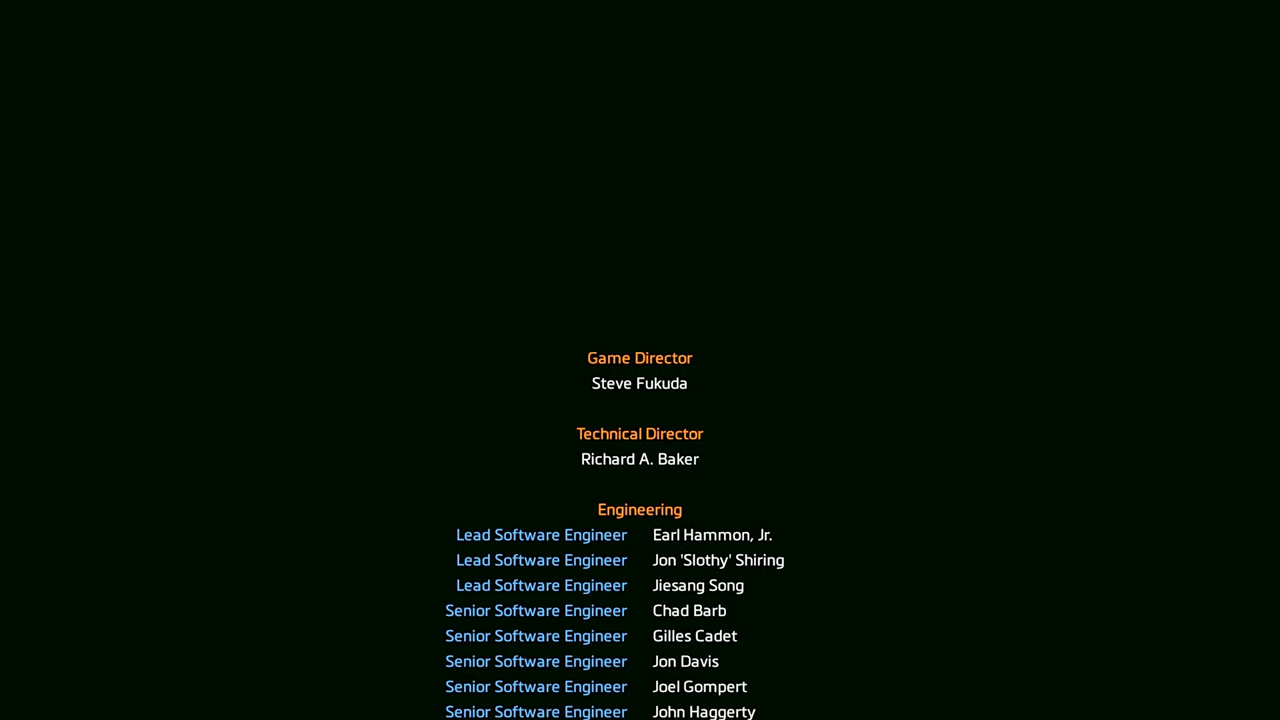 Game Director
Steve Fukuda
Technical Director
Richard A. Baker
Engineering
Lead Software Engineer Earl Hammon, Jr.
Lead Software Engineer Jon 'Slothy' Shiring
Lead Software Engineer Jiesang Song
Senior Software Engineer Chad Barb
Senior Software Engineer Gilles Cadet
Senior Software Engineer Jon Davis
Senior Software Engineer Joel Gompert
Senior Software Engineer John Haggerty